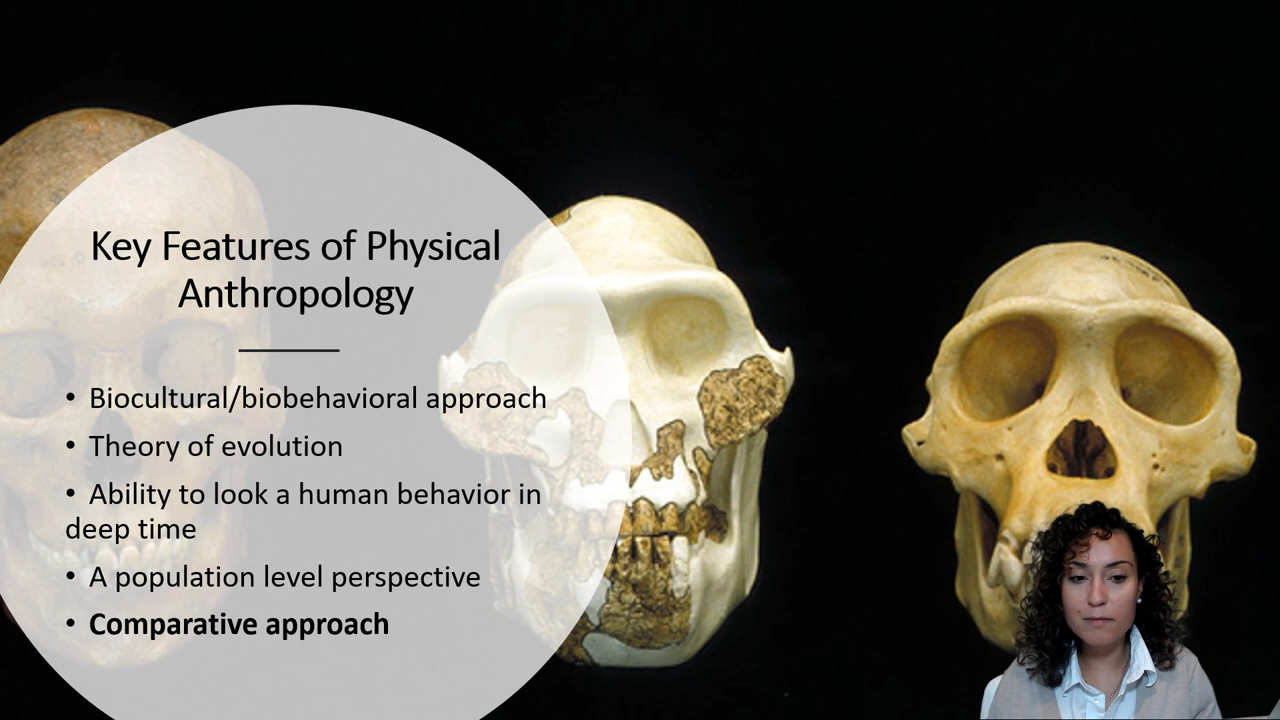 Key Features of Physical
Anthropology
• Biocultural/biobehavioral approach
• Theory of evolution
• Ability to look a human behavior in
deep time
• A population level perspective
• Comparative approach